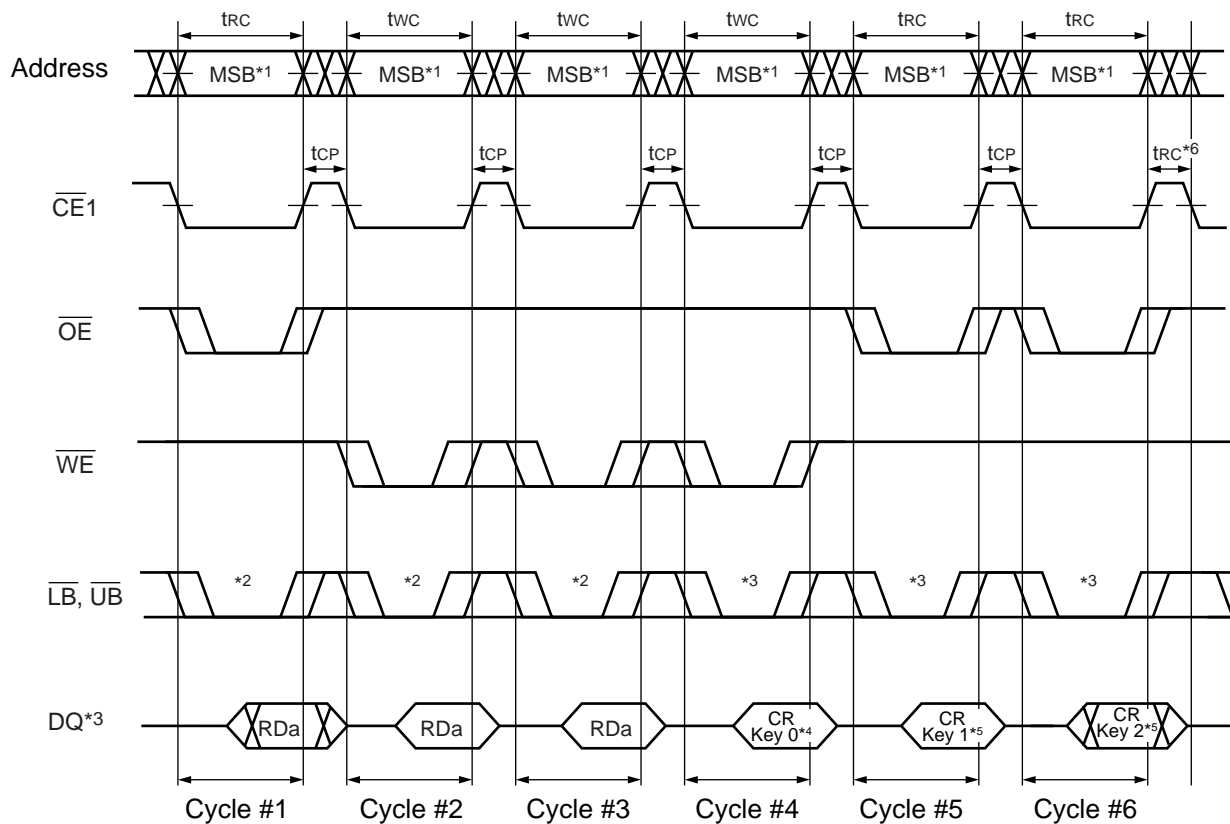 tRC tWC tWC tWC tRC tRC
Address MSB*1 MSB*1 MSB*1 MSB*1 MSB*1 MSB*1
tCP tCP tCP tCP tCP tRC*6
CE1
OE
WE
LB, UB *2 *2 *2 *3 *3 *3
DQ*3 RDa RDa RDa CR Key 0*4 CR Key 1*5 CR Key 2*5
Cycle #1 Cycle #2 Cycle #3 Cycle #4 Cycle #5 Cycle #6